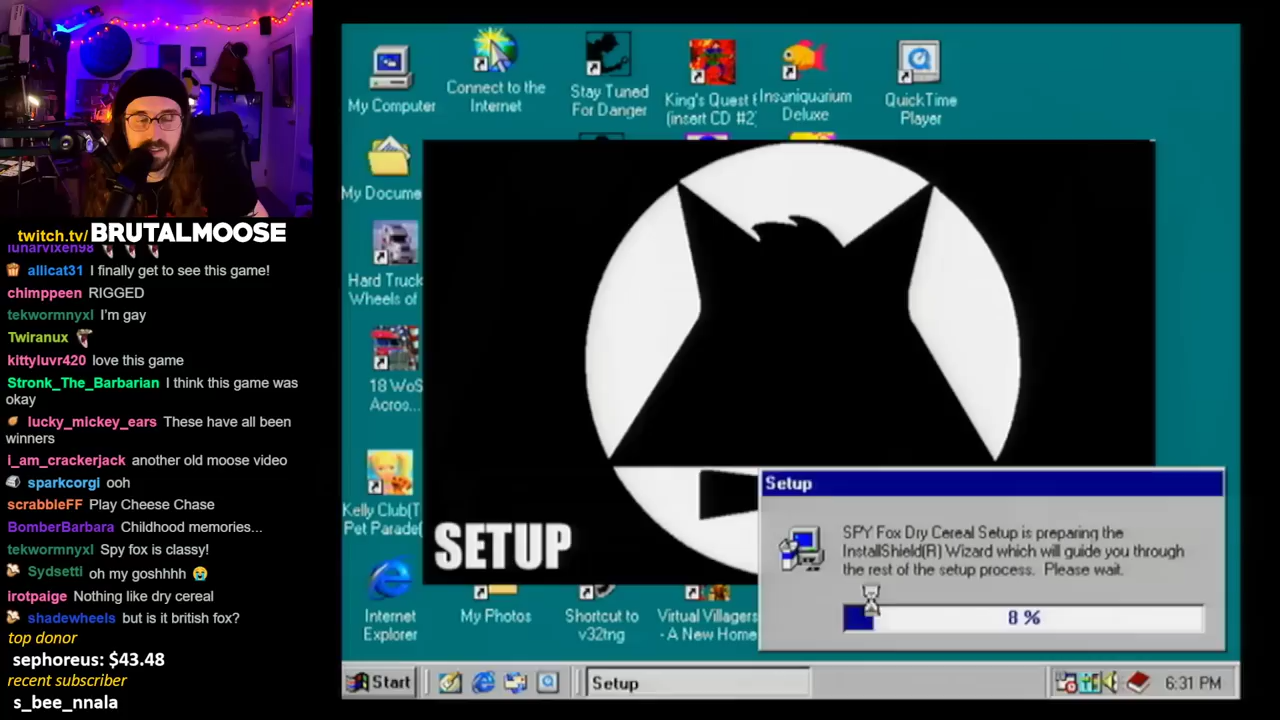 twitch.tv/BRUTALMOOSE
lunarvixen98
allicat31 I finally get to see this game!
chimppeen RIGGED
tekwormnyxl I'm gay
Twiranux
kittyluvr420 love this game
Stronk_The_Barbarian I think this game was
okay
lucky_mickey_ears These have all been
winners
i_am_crackerjack another old moose video
sparkcorgi ooh
scrabbleFF Play Cheese Chase
BomberBarbara Childhood memories...
tekwormnyxl Spy fox is classy!
Sydsetti oh my goshhhh 😭
irotpaige Nothing like dry cereal
shadewheels but is it british fox?
top donor
sephoreus: $43.48
recent subscriber
s_bee_nnala
My Computer
Connect to the
Internet
Stay Tuned
For Danger
King's Quest
(insert CD #2)
Insaniquarium
Deluxe
QuickTime
Player
My Docume
Hard Truck
Wheels of
18 WoS
Acros...
Kelly Club(T
Pet Parade(
Internet
Explorer
My Photos
Shortcut to
v32tng
Virtual Villagers
- A New Home
SETUP
Setup
SPY Fox Dry Cereal Setup is preparing the
InstallShield(R) Wizard which will guide you through
the rest of the setup process. Please wait.
8 %
Start
Setup
6:31 PM